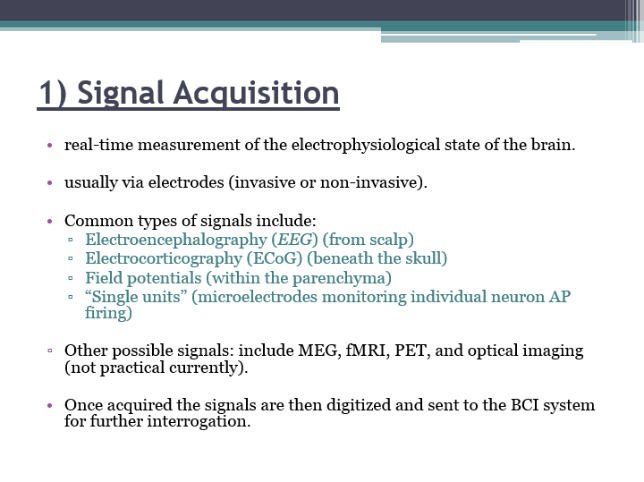 1) Signal Acquisition
• real-time measurement of the electrophysiological state of the brain.
• usually via electrodes (invasive or non-invasive).
• Common types of signals include:
▫ Electroencephalography (EEG) (from scalp)
▫ Electrocorticography (ECoG) (beneath the skull)
▫ Field potentials (within the parenchyma)
▫ “Single units” (microelectrodes monitoring individual neuron AP
firing)
▫ Other possible signals: include MEG, fMRI, PET, and optical imaging
(not practical currently).
• Once acquired the signals are then digitized and sent to the BCI system
for further interrogation.